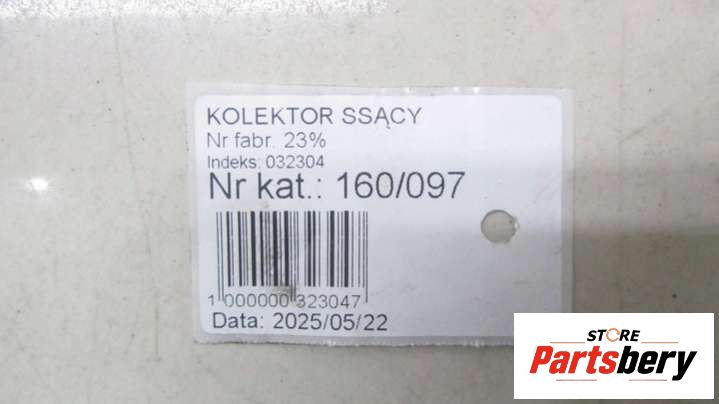 KOLEKTOR SSĄCY
Nr fabr. 23%
Indeks: 032304
Nr kat.: 160/097
1 000000 323047
Data: 2025/05/22
STORE
Partsbery